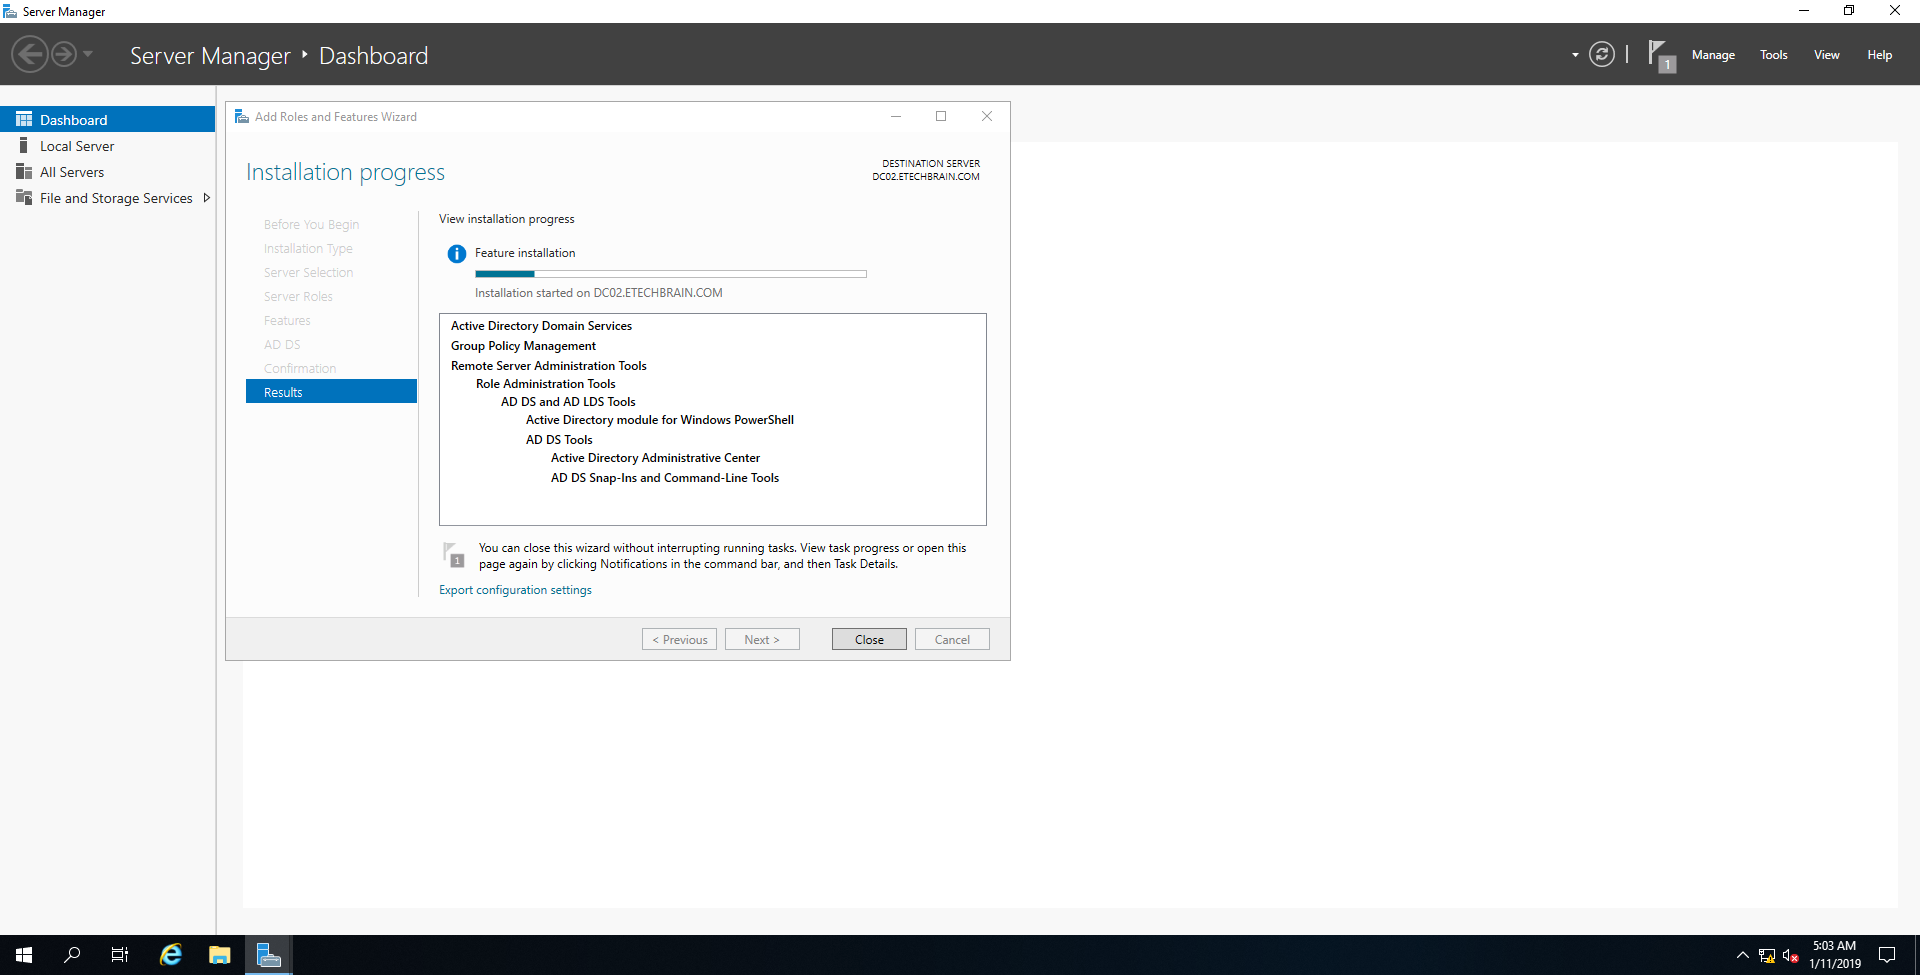 Server Manager
Server Manager ‣ Dashboard
1
Manage
Tools
View
Help
Dashboard
Local Server
All Servers
File and Storage Services
Add Roles and Features Wizard
Installation progress
DESTINATION SERVER
DC02.ETECHBRAIN.COM
Before You Begin
Installation Type
Server Selection
Server Roles
Features
AD DS
Confirmation
Results
View installation progress
Feature installation
Installation started on DC02.ETECHBRAIN.COM
Active Directory Domain Services
Group Policy Management
Remote Server Administration Tools
Role Administration Tools
AD DS and AD LDS Tools
Active Directory module for Windows PowerShell
AD DS Tools
Active Directory Administrative Center
AD DS Snap-Ins and Command-Line Tools
1
You can close this wizard without interrupting running tasks. View task progress or open this
page again by clicking Notifications in the command bar, and then Task Details.
Export configuration settings
< Previous
Next >
Close
Cancel
5:03 AM
1/11/2019